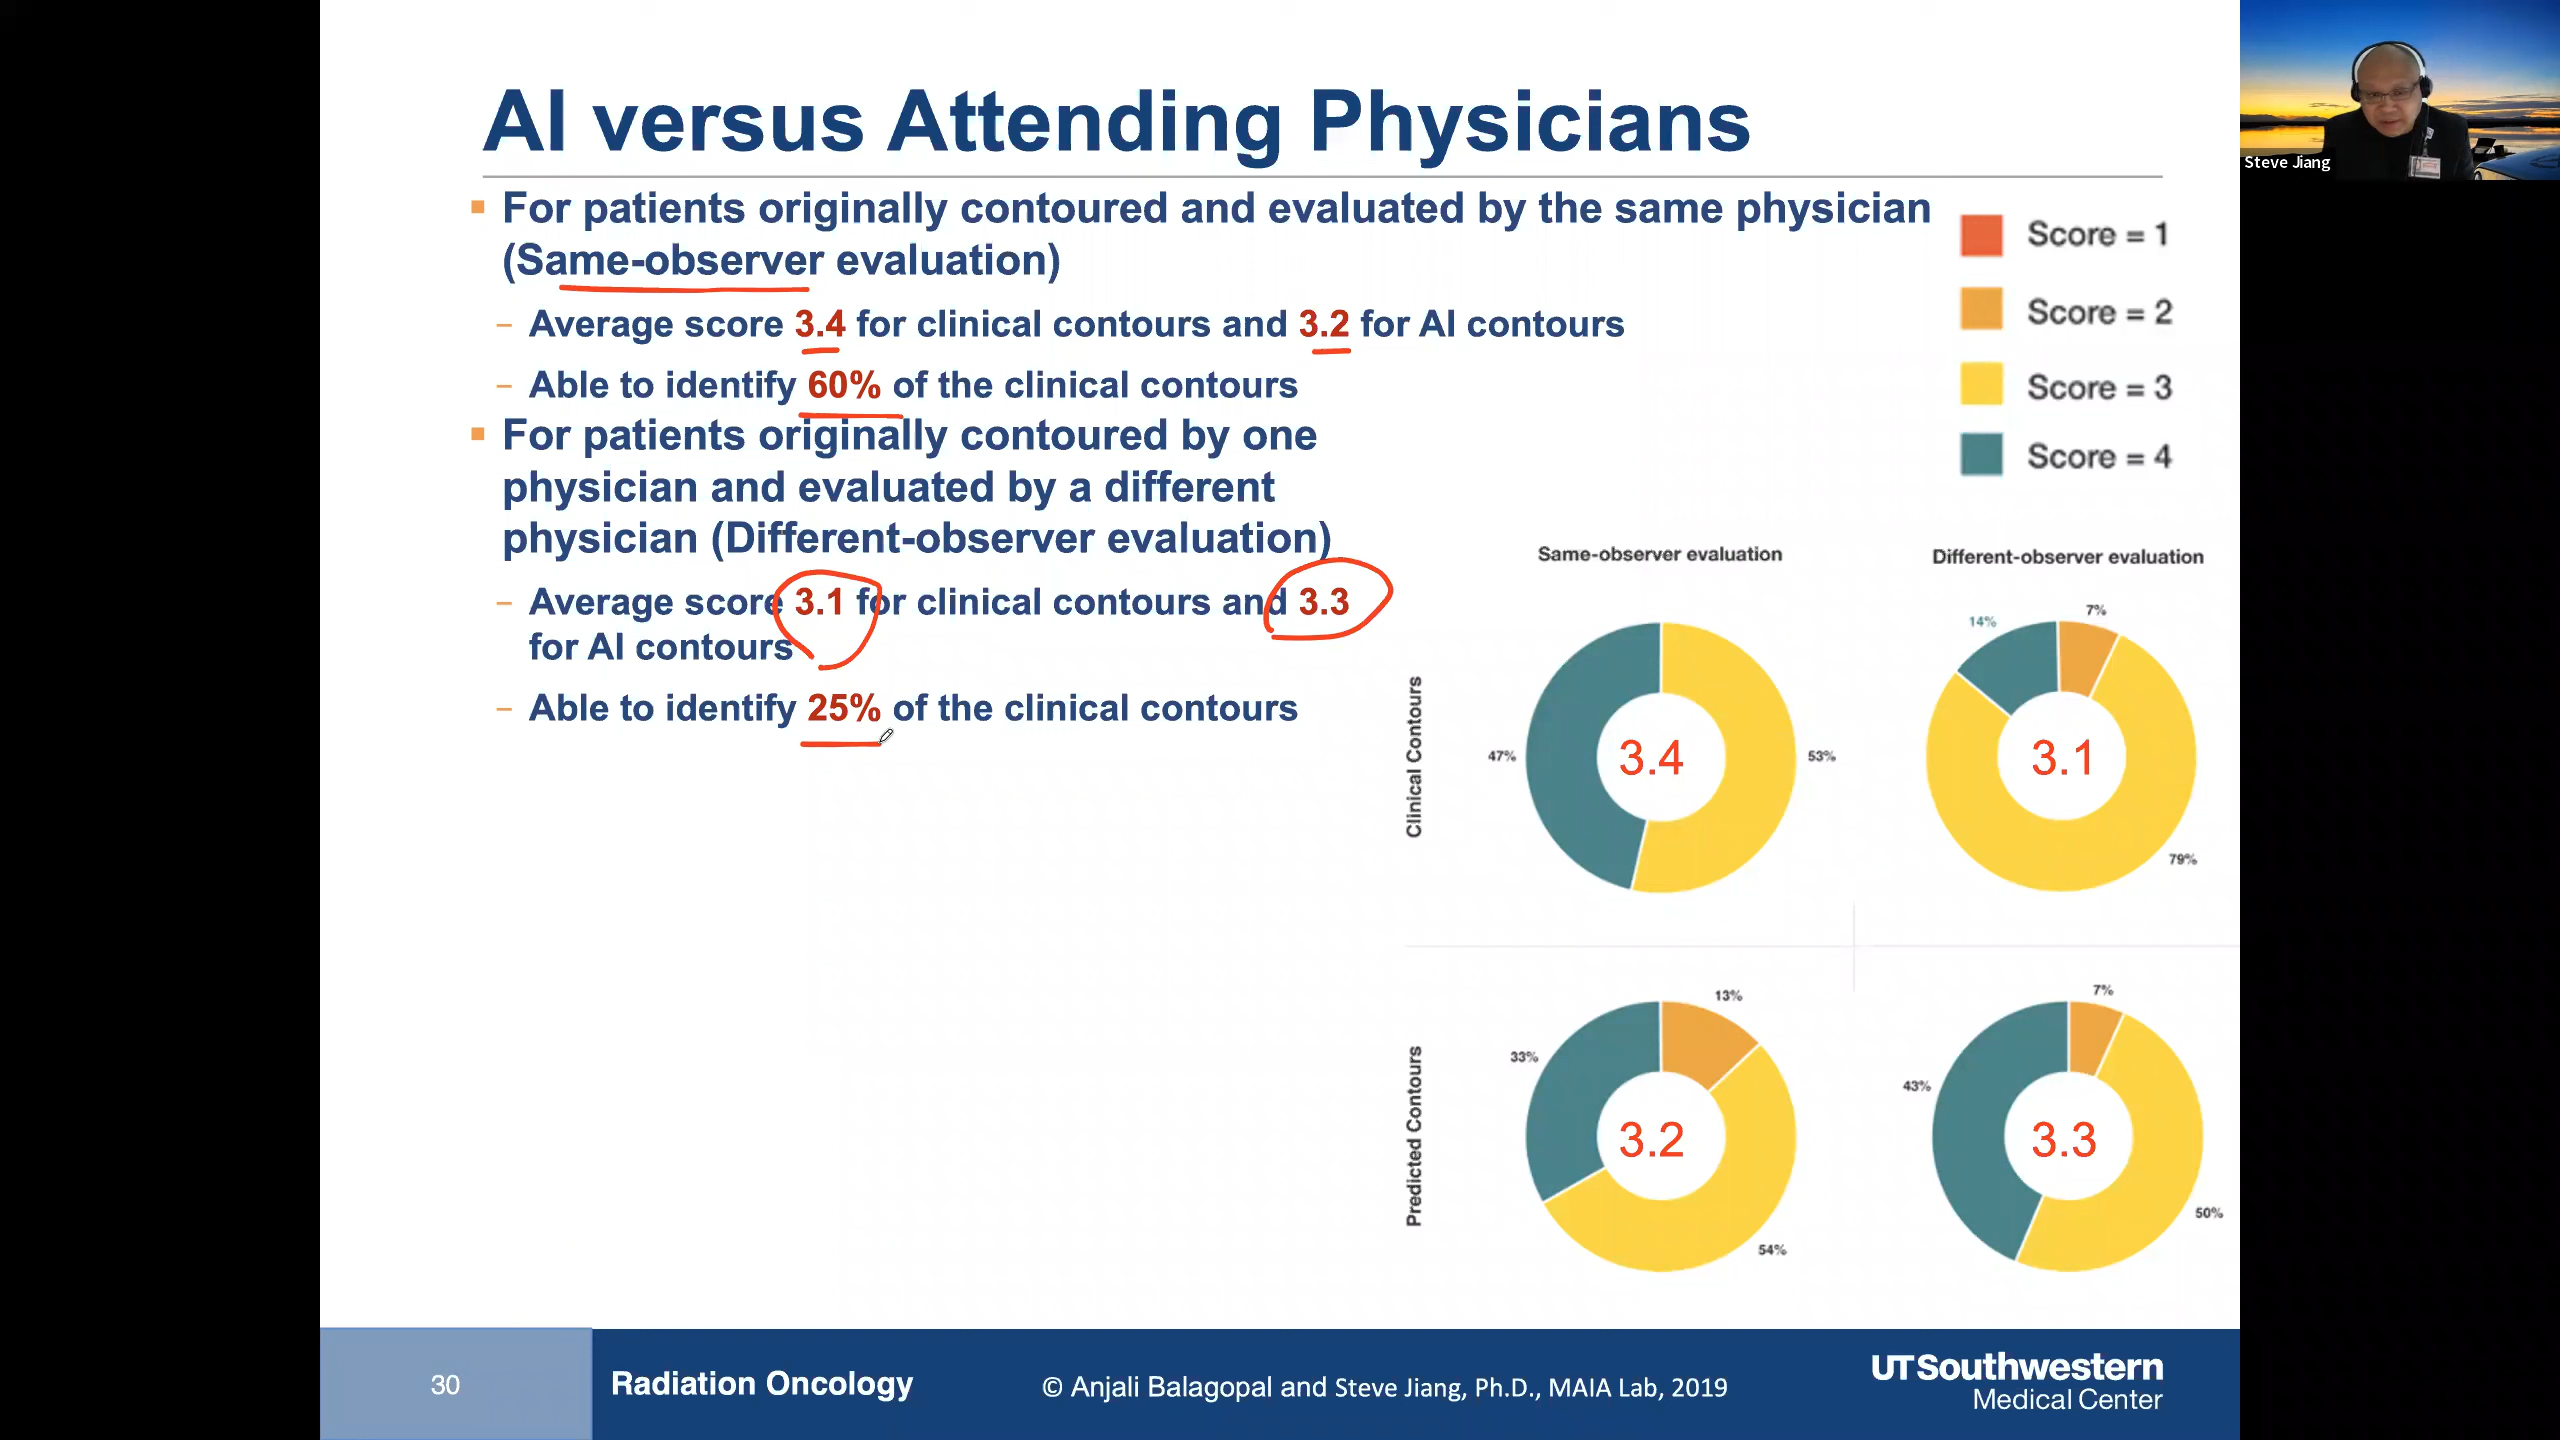 AI versus Attending Physicians
Steve Jiang
For patients originally contoured and evaluated by the same physician
(Same-observer evaluation)
– Average score 3.4 for clinical contours and 3.2 for AI contours
– Able to identify 60% of the clinical contours
For patients originally contoured by one
physician and evaluated by a different
physician (Different-observer evaluation)
– Average score 3.1 for clinical contours and 3.3
for AI contours
– Able to identify 25% of the clinical contours
Score = 1
Score = 2
Score = 3
Score = 4
Same-observer evaluation
Different-observer evaluation
Clinical Contours
47%
3.4
53%
14%
7%
3.1
79%
Predicted Contours
13%
33%
3.2
54%
7%
43%
3.3
50%
30
Radiation Oncology
© Anjali Balagopal and Steve Jiang, Ph.D., MAIA Lab, 2019
UTSouthwestern
Medical Center